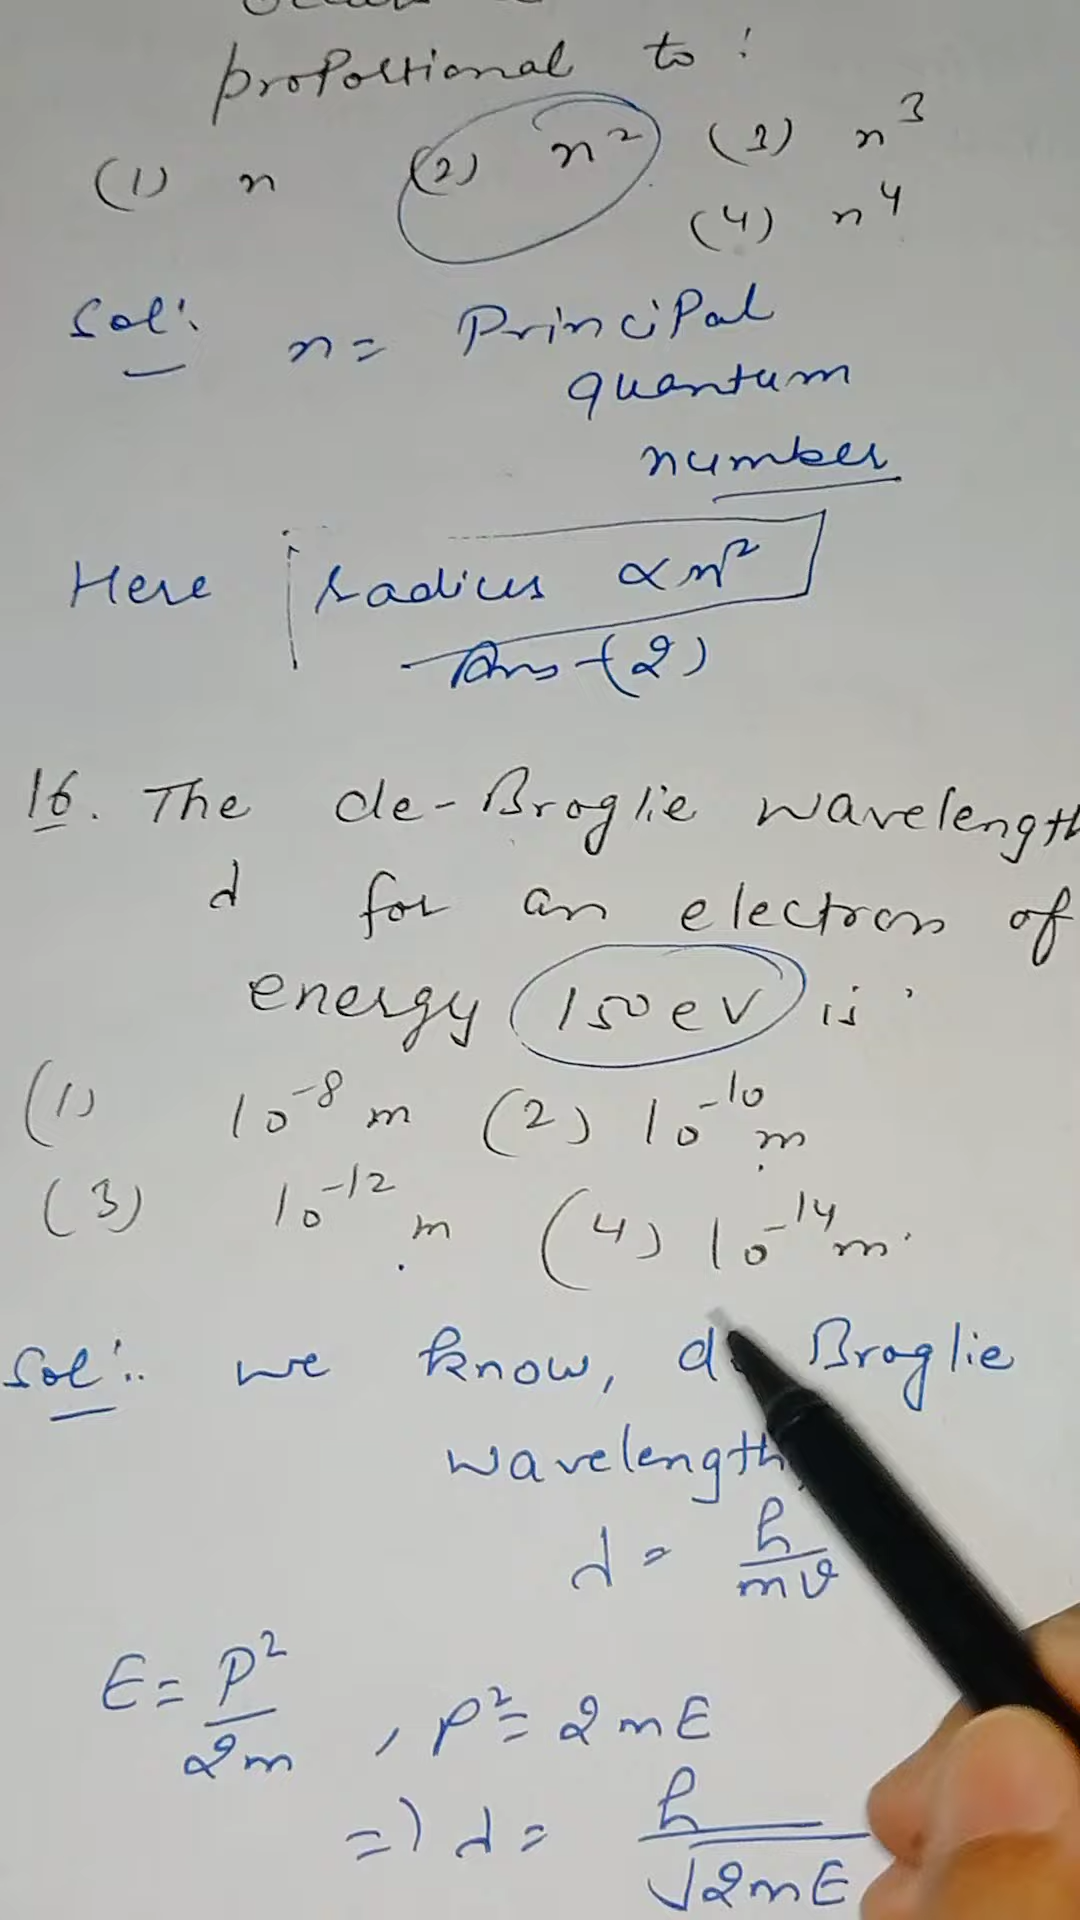 proportional to :
(1) n (2) n² (3) n³
(4) n⁴
Sol:. n = Principal
quantum
number
Here radius ∝ n²
Ans - (2)
16. The de-Broglie wavelength
λ for an electron of
energy 150 eV is :
(1) 10⁻⁸ m (2) 10⁻¹⁰ m
(3) 10⁻¹² m (4) 10⁻¹⁴ m.
Sol:. we know, d Broglie
wavelength,
λ = h/mv
E = P²/2m , P² = 2mE
=) λ = h/√2mE